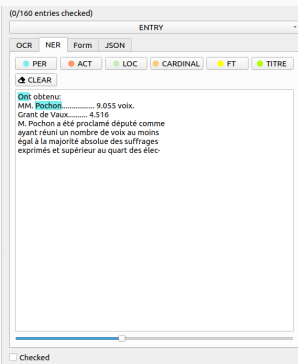 (0/160 entries checked)
ENTRY
OCR NER Form JSON
PER ACT LOC CARDINAL FT TITRE
CLEAR
Ont obtenu:
MM. Pochon................ 9.055 voix.
Grant de Vaux......... 4.516
M. Pochon a été proclamé député comme
ayant réuni un nombre de voix au moins
égal à la majorité absolue des suffrages
exprimés et supérieur au quart des élec-
Checked